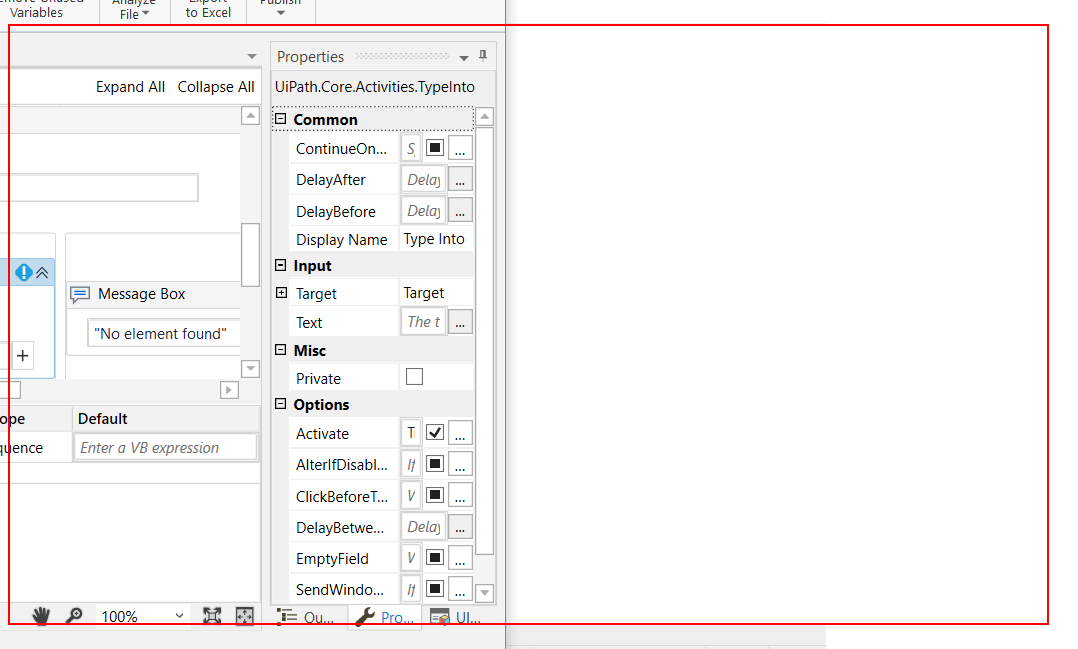 Variables
Analyze
File
Export
to Excel
Publish
Properties
Expand All Collapse All
UiPath.Core.Activities.TypeInto
Common
ContinueOn... S ...
DelayAfter Delay ...
DelayBefore Delay ...
Display Name Type Into
Input
Target Target
Text The t ...
Misc
Private
Options
Activate T ...
AlterIfDisabl... If ...
ClickBeforeT... V ...
DelayBetwe... Delay ...
EmptyField V ...
SendWindo... If ...
Message Box
"No element found"
+
ope Default
quence Enter a VB expression
100%
Ou... Pro... UI...